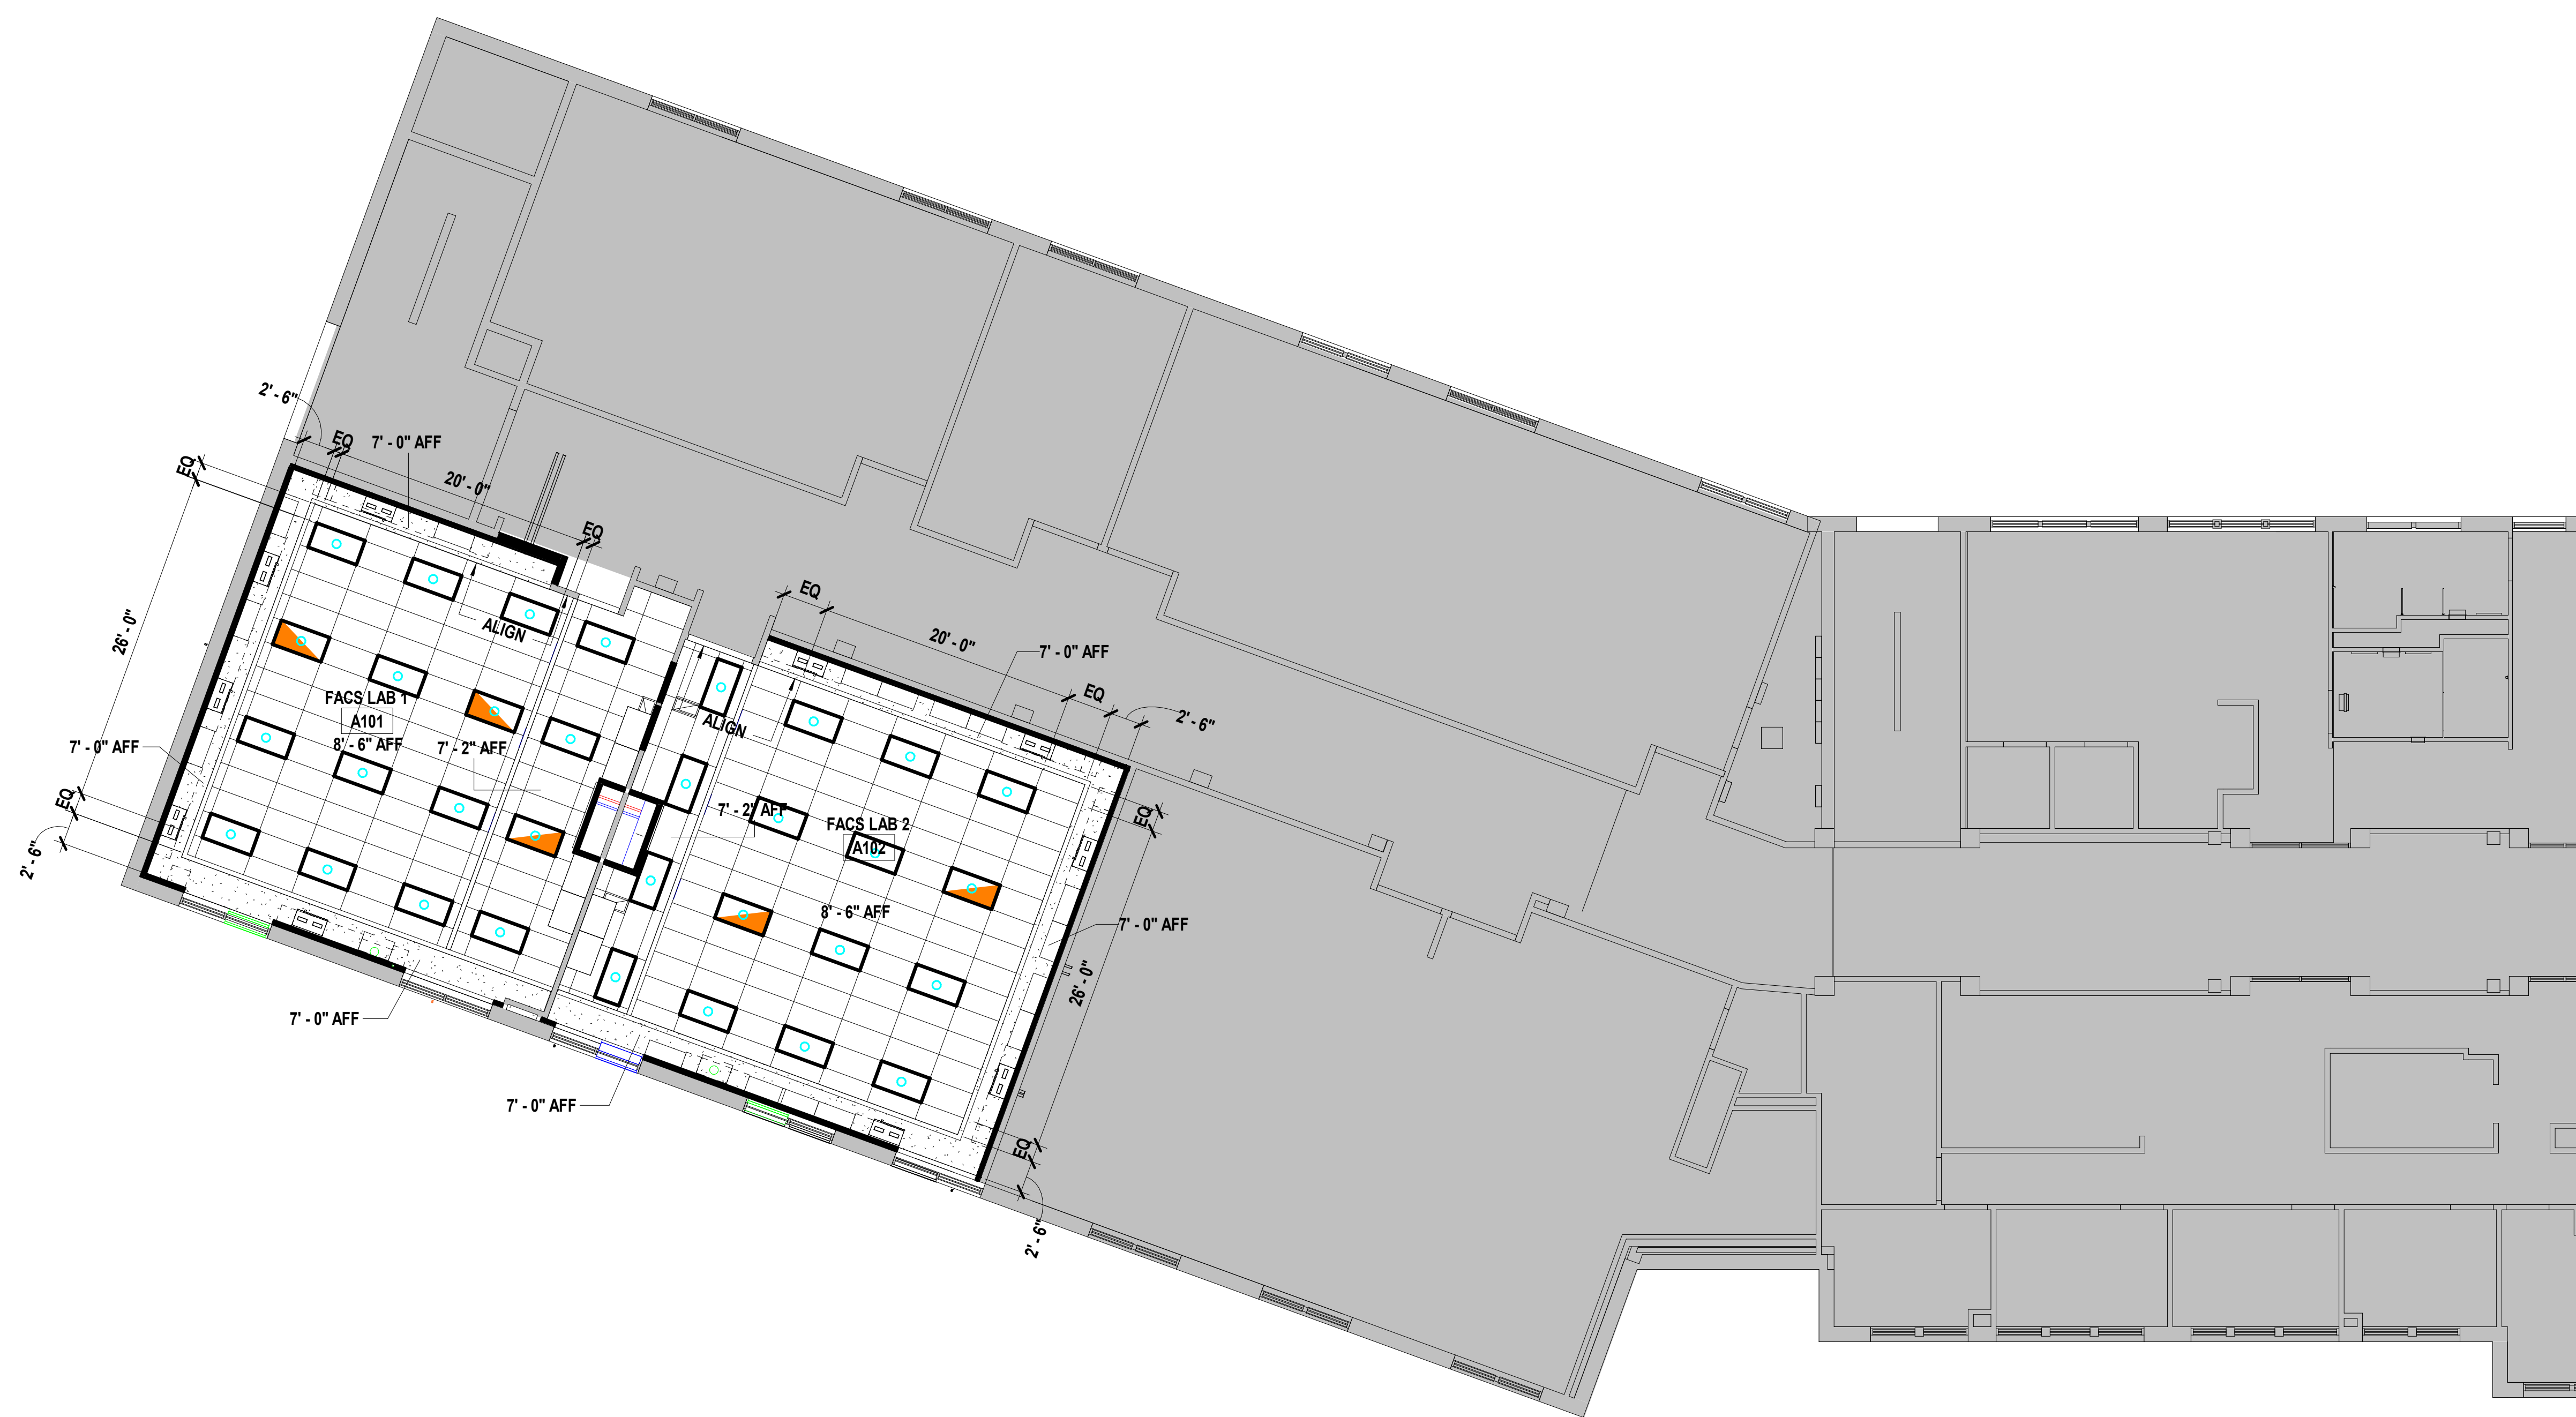 2' - 6"
EQ
7' - 0" AFF
EQ
20' - 0"
EQ
26' - 0"
ALIGN
FACS LAB 1
A101
8' - 6" AFF
7' - 2" AFF
7' - 0" AFF
EQ
2' - 6"
7' - 0" AFF
EQ
20' - 0"
7' - 0" AFF
EQ
2' - 6"
ALIGN
7' - 2" AFF
FACS LAB 2
A102
EQ
8' - 6" AFF
7' - 0" AFF
26' - 0"
7' - 0" AFF
EQ
2' - 6"